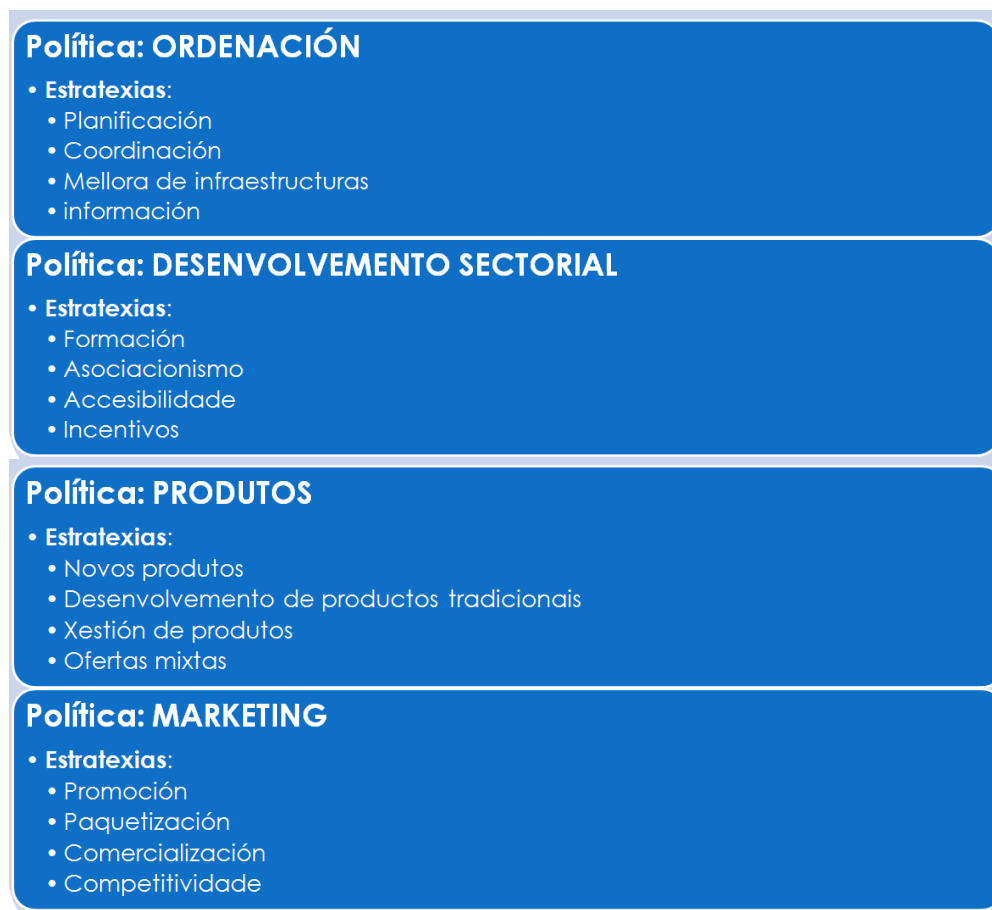 Política: ORDENACIÓN
• Estratexias:
• Planificación
• Coordinación
• Mellora de infraestructuras
• información
Política: DESENVOLVEMENTO SECTORIAL
• Estratexias:
• Formación
• Asociacionismo
• Accesibilidade
• Incentivos
Política: PRODUTOS
• Estratexias:
• Novos produtos
• Desenvolvemento de productos tradicionais
• Xestión de produtos
• Ofertas mixtas
Política: MARKETING
• Estratexias:
• Promoción
• Paquetización
• Comercialización
• Competitividade